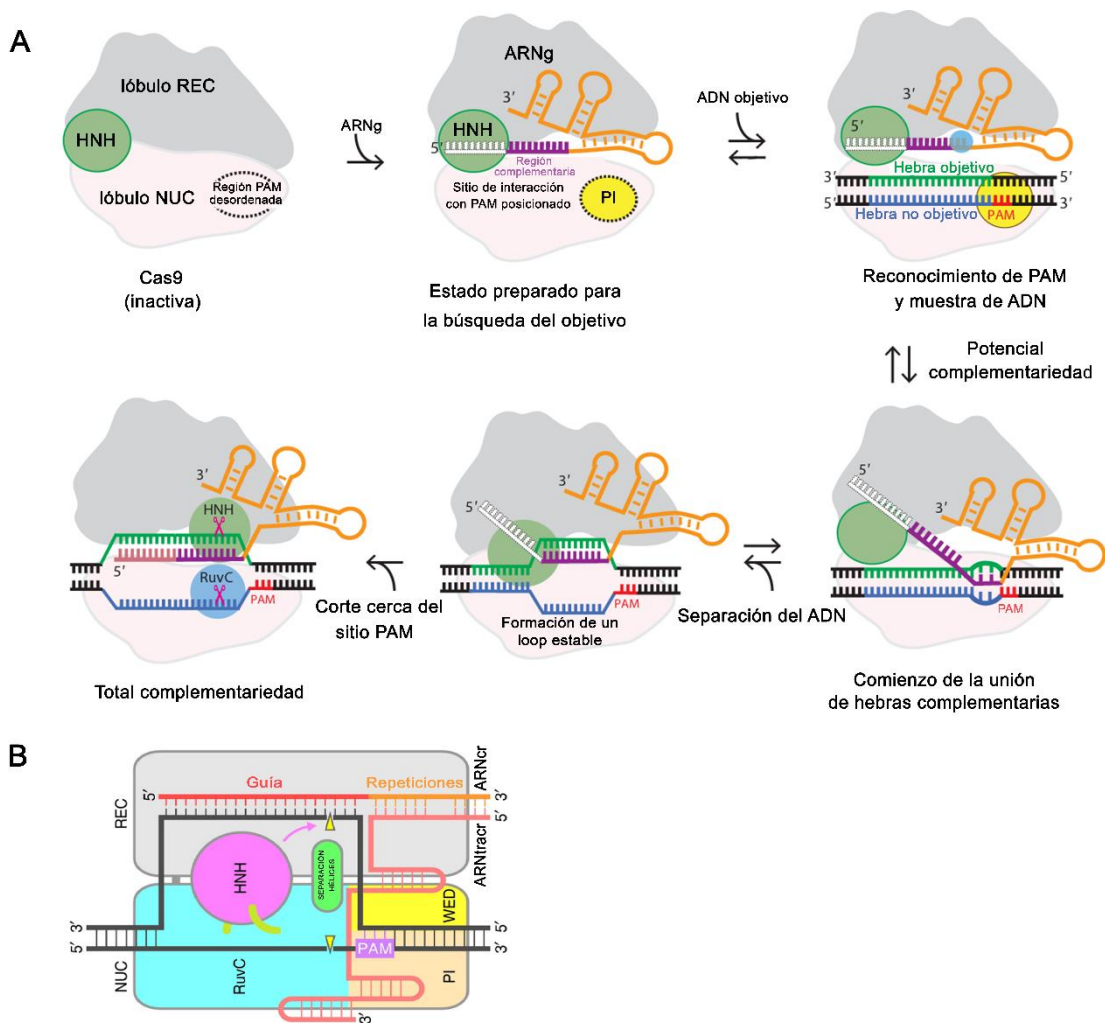 A
lóbulo REC
HNH
lóbulo NUC
Región PAM
desordenada
Cas9
(inactiva)
ARNg
ARNg
3'
HNH
5'
Región
complementaria
Sitio de interacción
con PAM posicionado
PI
Estado preparado para
la búsqueda del objetivo
ADN objetivo
3'
5'
Hebra objetivo
3'
5'
5'
3'
Hebra no objetivo
PAM
Reconocimiento de PAM
y muestra de ADN
Potencial
complementariedad
5'
3'
PAM
Comienzo de la unión
de hebras complementarias
Separación del ADN
3'
5'
PAM
Formación de un
loop estable
Corte cerca del
sitio PAM
3'
HNH
5'
RuvC
PAM
Total complementariedad
B
REC
5'
Guía
Repeticiones
ARNcr
3'
5'
ARNtracr
HNH
SEPARACIÓN
HÉLICES
WED
3'
5'
5'
3'
NUC
RuvC
PAM
PI
3'